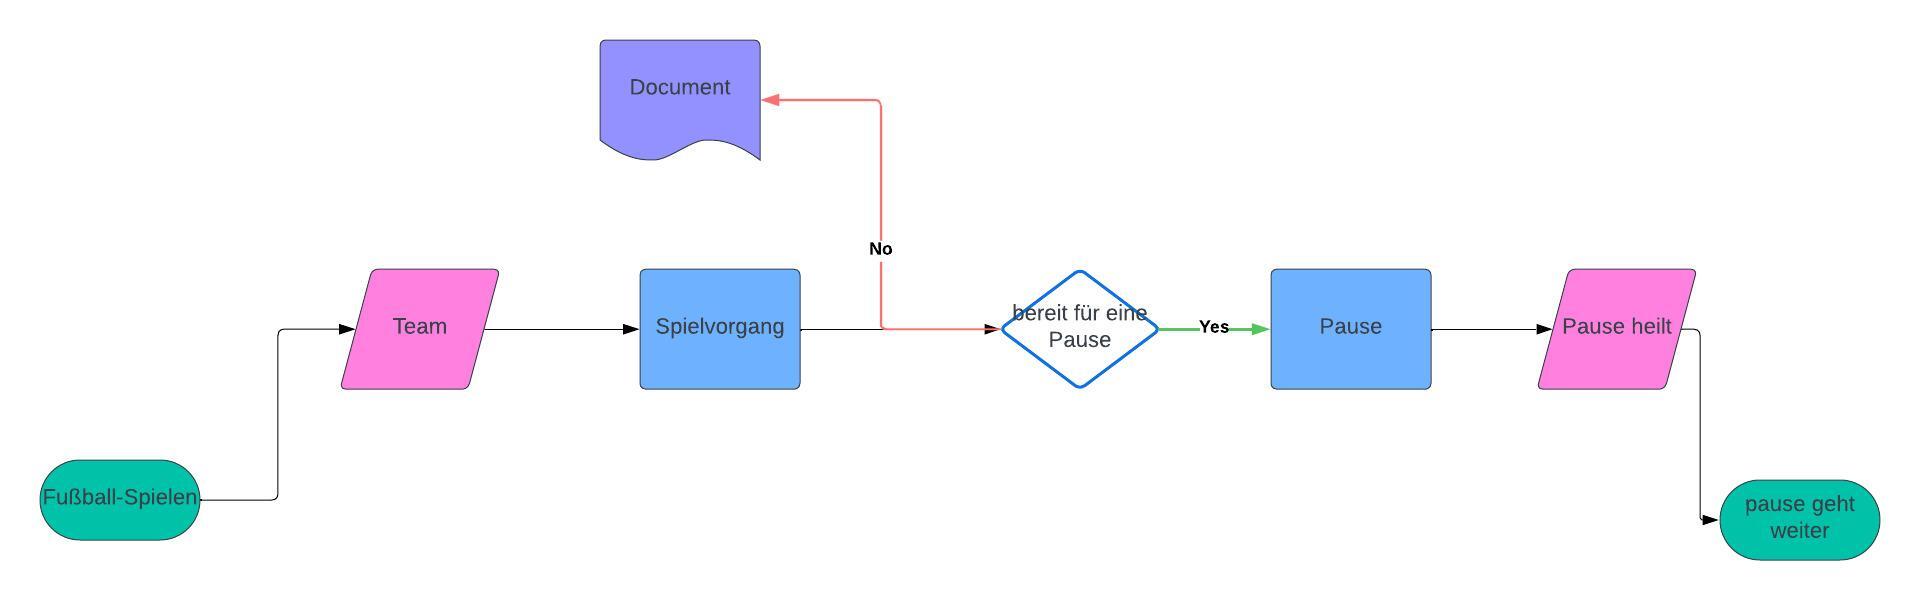 Document
No
Team
Spielvorgang
bereit für eine
Pause
Yes
Pause
Pause heilt
Fußball-Spielen
pause geht
weiter